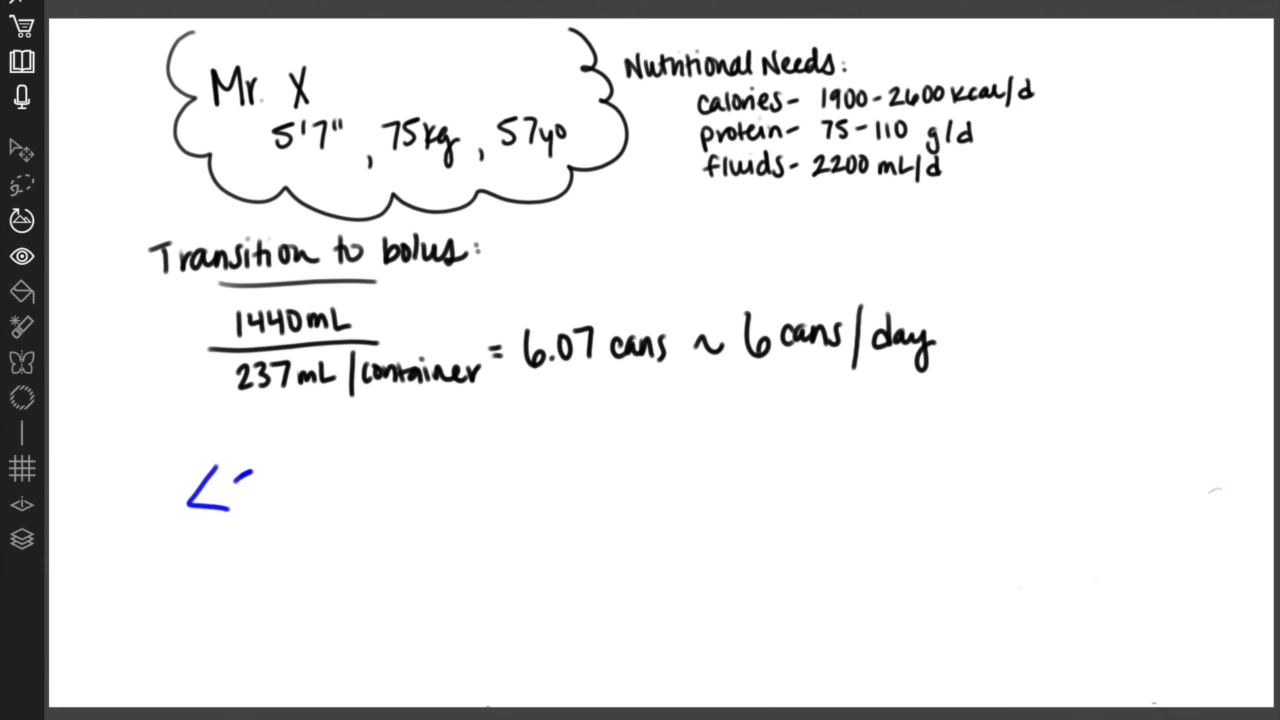 Mr. X
5'7", 75kg, 57yo
Nutritional Needs:
calories- 1900-2600 kcal/d
protein- 75-110 g/d
fluids- 2200 mL/d
Transition to bolus:
1440mL
237mL/container = 6.07 cans ~ 6 cans/day
<